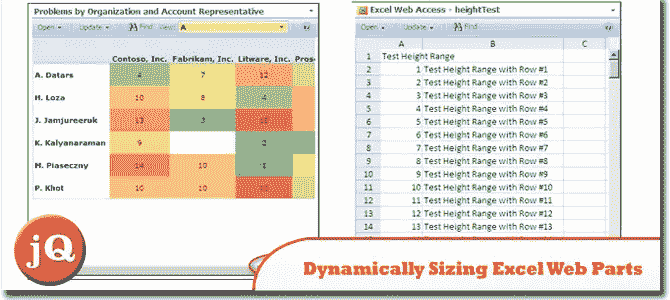 Problems by Organization and Account Representative
Open Update Find View: A
Contoso, Inc. Fabrikam, Inc. Litware, Inc. Pros
A. Datars 7 12
H. Loza 10 8 4
J. Jamjureeruk 13 3
K. Kalyanaraman 9 2
M. Piaseczny 14 10
P. Khot 10 10
Excel Web Access - heightTest
Open Update Find
A B C
1 Test Height Range
2 1 Test Height Range with Row #1
3 2 Test Height Range with Row #2
4 3 Test Height Range with Row #3
5 4 Test Height Range with Row #4
6 5 Test Height Range with Row #5
7 6 Test Height Range with Row #6
8 7 Test Height Range with Row #7
9 8 Test Height Range with Row #8
10 9 Test Height Range with Row #9
11 10 Test Height Range with Row #10
12 11 Test Height Range with Row #11
13 12 Test Height Range with Row #12
14 13 Test Height Range with Row #13
jQ
Dynamically Sizing Excel Web Parts